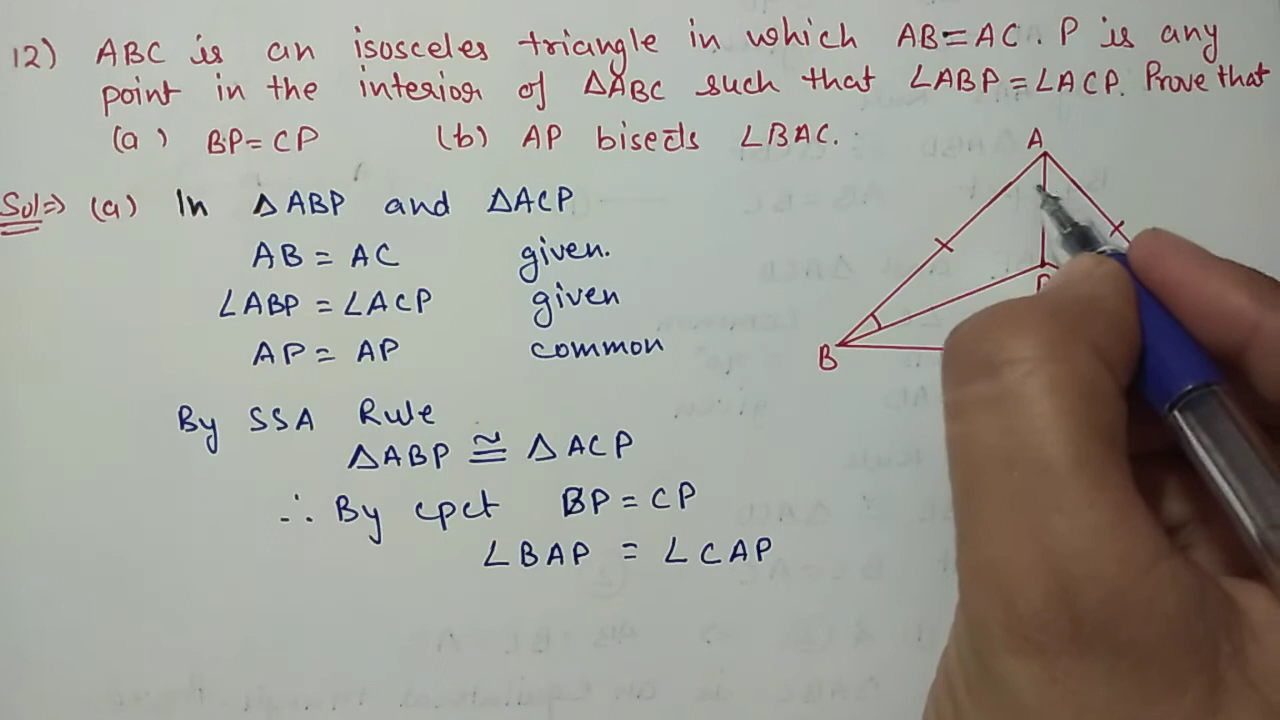 12) ABC is an isosceles triangle in which AB=AC. P is any
point in the interior of ΔABC such that ∠ABP=∠ACP. Prove that
(a) BP=CP (b) AP bisects ∠BAC.
A
Sol⇒ (a) In ΔABP and ΔACP
AB = AC given.
∠ABP = ∠ACP given
AP = AP common
B
By SSA Rule
ΔABP ≅ ΔACP
∴ By cpct BP = CP
∠BAP = ∠CAP